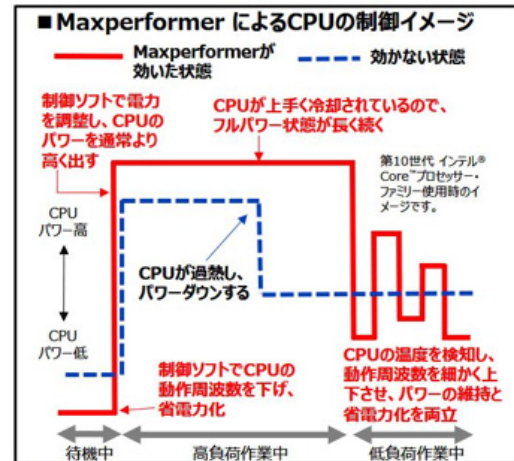 ■Maxperformer によるCPUの制御イメージ
Maxperformerが
効いた状態
効かない状態
制御ソフトで電力
を調整し、CPUの
パワーを通常より
高く出す
CPUが上手く冷却されているので、
フルパワー状態が長く続く
第10世代 インテル®
Core™プロセッサー・
ファミリー使用時のイ
メージです。
CPU
パワー高
CPUが過熱し、
パワーダウンする
CPU
パワー低
制御ソフトでCPUの
動作周波数を下げ、
省電力化
CPUの温度を検知し、
動作周波数を細かく上
下させ、パワーの維持と
省電力化を両立
待機中
高負荷作業中
低負荷作業中